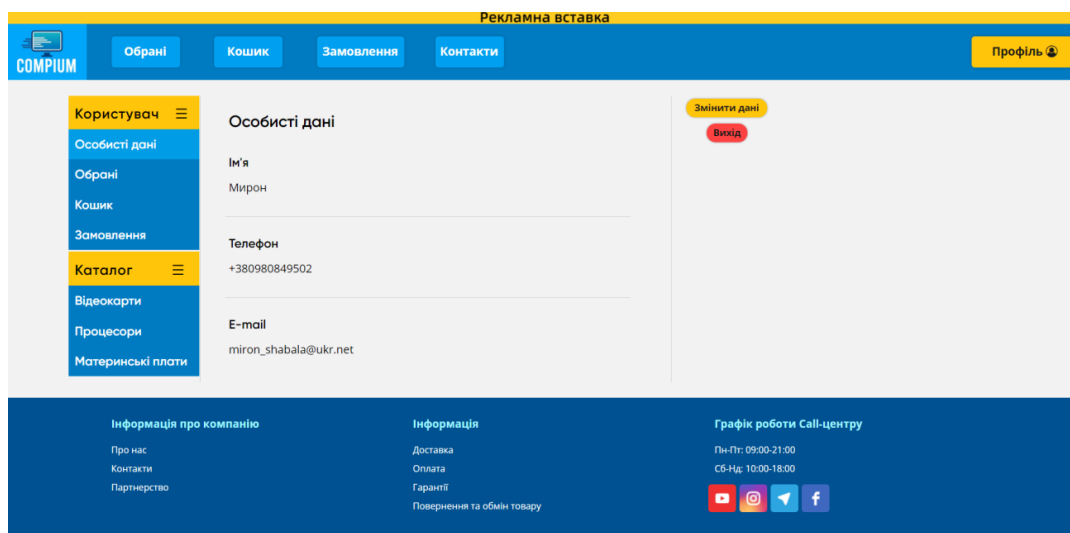 Рекламна вставка
COMPIUM
Обрані
Кошик
Замовлення
Контакти
Профіль
Користувач
Особисті дані
Обрані
Кошик
Замовлення
Каталог
Відеокарти
Процесори
Материнські плати
Особисті дані
Ім'я
Мирон
Телефон
+380980849502
E-mail
miron_shabala@ukr.net
Змінити дані
Вихід
Інформація про компанію
Про нас
Контакти
Партнерство
Інформація
Доставка
Оплата
Гарантії
Повернення та обмін товару
Графік роботи Call-центру
Пн-Пт: 09:00-21:00
Сб-Нд: 10:00-18:00